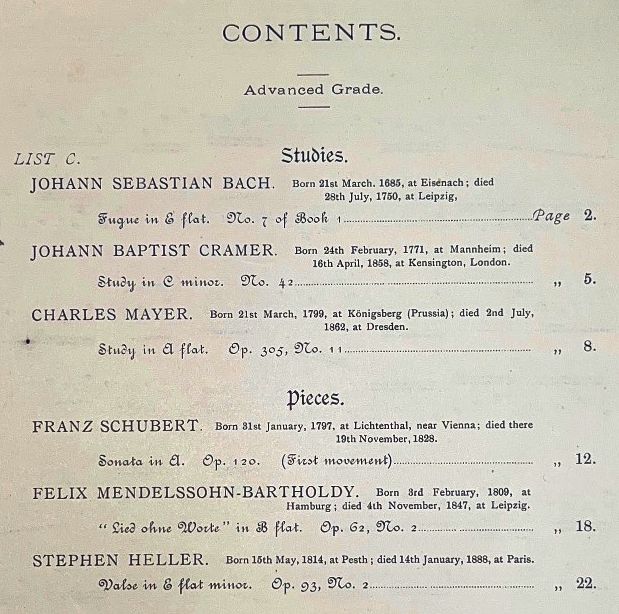 CONTENTS.
Advanced Grade.
LIST C.
Studies.
JOHANN SEBASTIAN BACH. Born 21st March. 1685, at Eisenach; died
28th July, 1750, at Leipzig,
Fugue in E flat. No. 7 of Book 1 Page 2.
JOHANN BAPTIST CRAMER. Born 24th February, 1771, at Mannheim; died
16th April, 1858, at Kensington, London.
Study in C minor. No. 42 „ 5.
CHARLES MAYER. Born 21st March, 1799, at Königsberg (Prussia); died 2nd July,
1862, at Dresden.
Study in A flat. Op. 305, No. 11 „ 8.
Pieces.
FRANZ SCHUBERT. Born 31st January, 1797, at Lichtenthal, near Vienna; died there
19th November, 1828.
Sonata in A. Op. 120. (First movement) „ 12.
FELIX MENDELSSOHN-BARTHOLDY. Born 3rd February, 1809, at
Hamburg; died 4th November, 1847, at Leipzig.
"Lied ohne Worte" in B flat. Op. 62, No. 2 „ 18.
STEPHEN HELLER. Born 15th May, 1814, at Pesth; died 14th January, 1888, at Paris.
Valse in E flat minor. Op. 93, No. 2 „ 22.